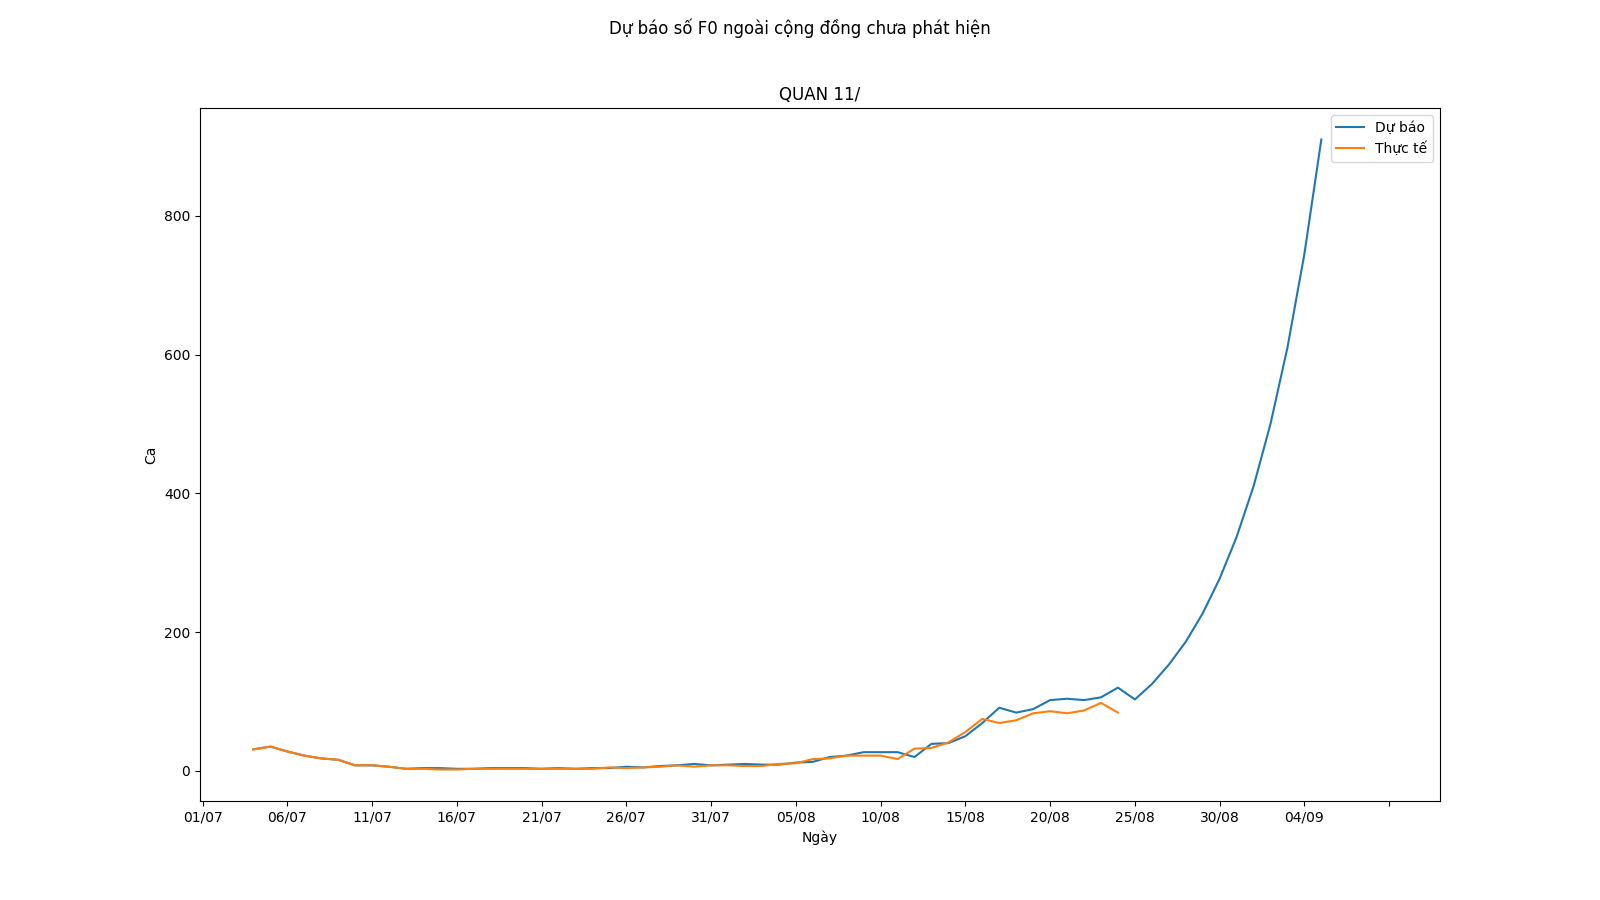 Dự báo số F0 ngoài cộng đồng chưa phát hiện
QUAN 11/
Dự báo
Thực tế
800
600
400
200
0
Ca
01/07 06/07 11/07 16/07 21/07 26/07 31/07 05/08 10/08 15/08 20/08 25/08 30/08 04/09
Ngày